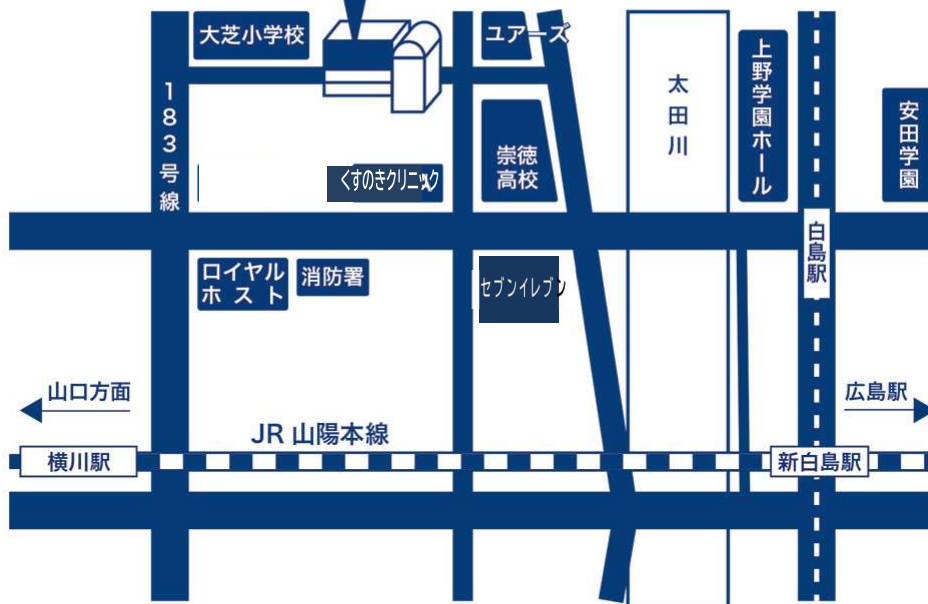 大芝小学校
ユアーズ
183号線
太田川
上野学園ホール
安田学園
崇徳
高校
くすのきクリニック
白島駅
ロイヤル
ホスト
消防署
セブンイレブン
山口方面
広島駅
JR 山陽本線
横川駅
新白島駅